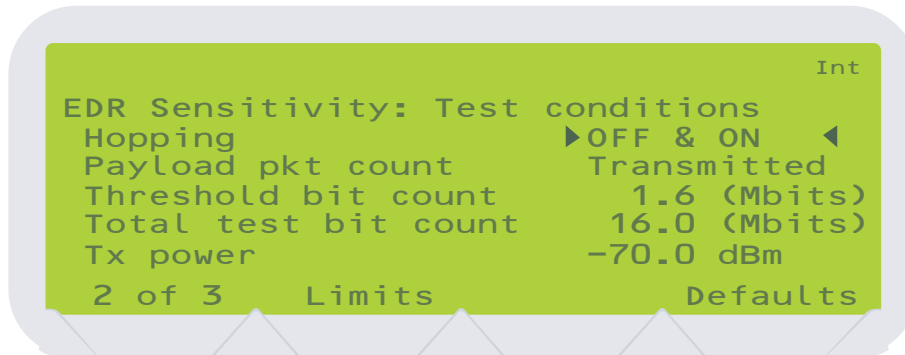 Int
EDR Sensitivity: Test conditions
Hopping ▶OFF & ON ◀
Payload pkt count Transmitted
Threshold bit count 1.6 (Mbits)
Total test bit count 16.0 (Mbits)
Tx power -70.0 dBm
2 of 3 Limits Defaults